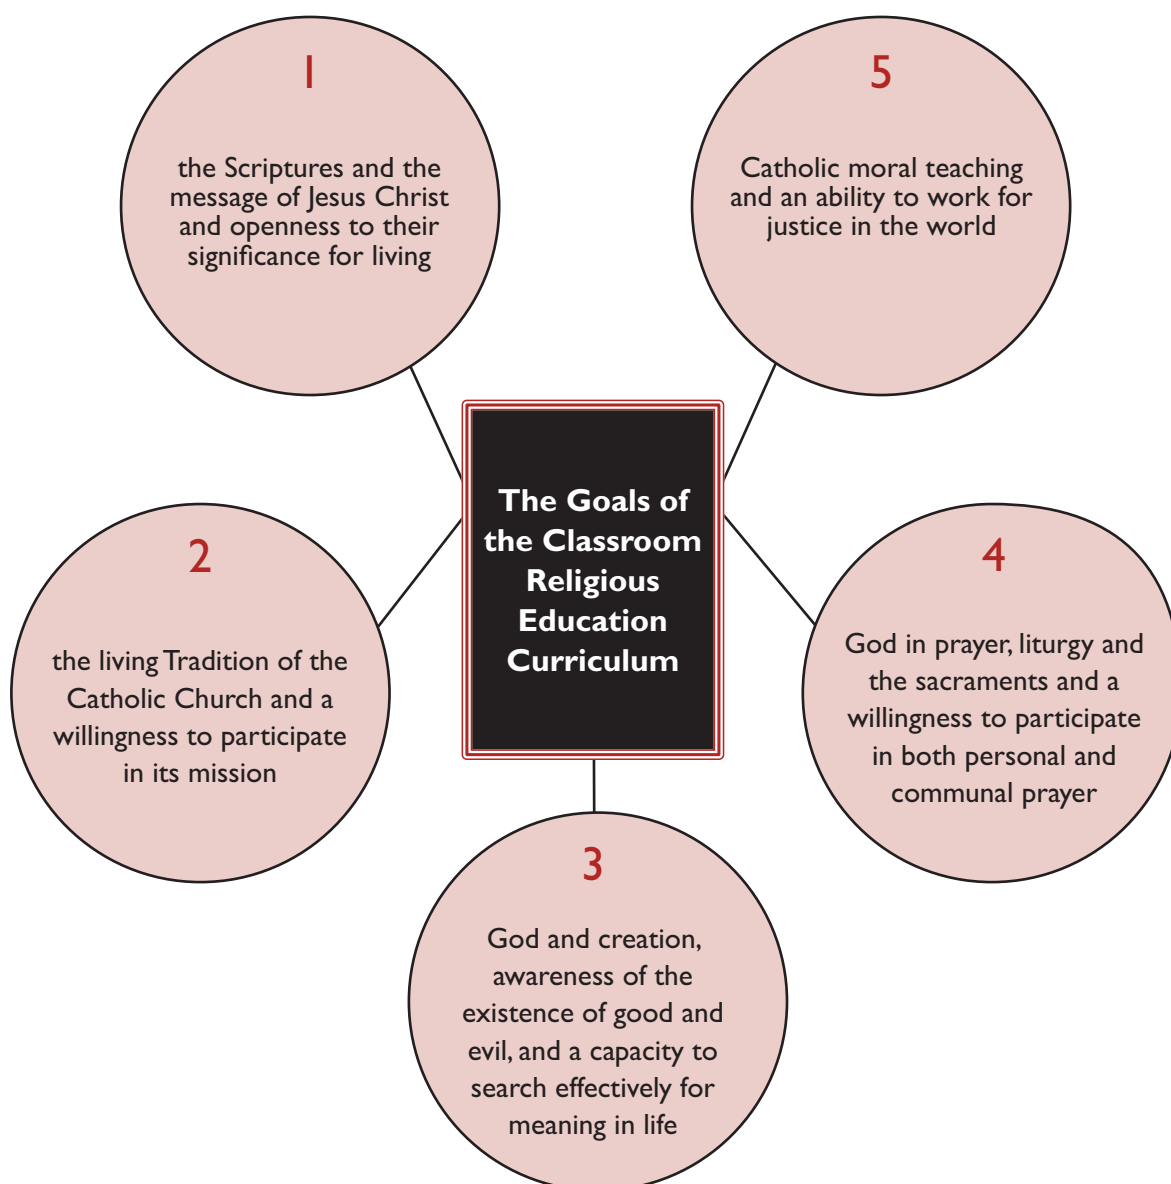 1
the Scriptures and the
message of Jesus Christ
and openness to their
significance for living
5
Catholic moral teaching
and an ability to work for
justice in the world
The Goals of
the Classroom
Religious
Education
Curriculum
2
the living Tradition of the
Catholic Church and a
willingness to participate
in its mission
4
God in prayer, liturgy and
the sacraments and a
willingness to participate
in both personal and
communal prayer
3
God and creation,
awareness of the
existence of good and
evil, and a capacity to
search effectively for
meaning in life